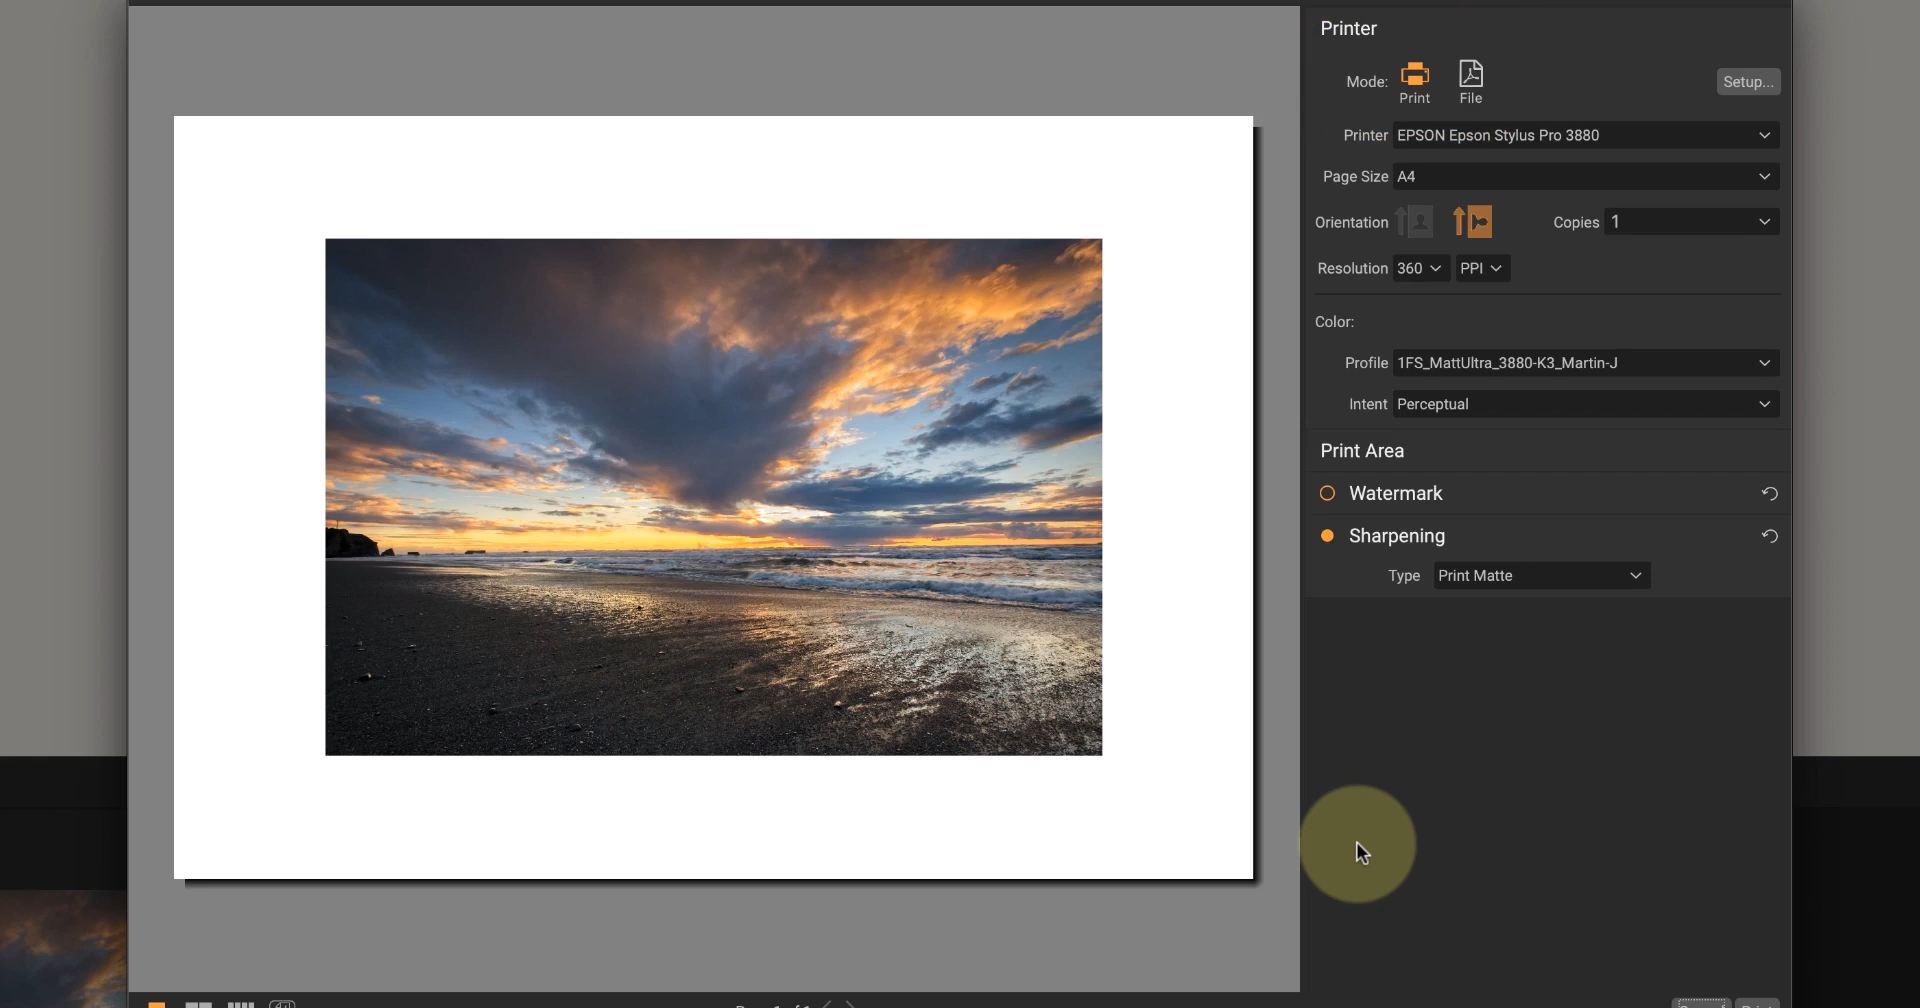 Printer
Mode:
Print
File
Setup...
Printer EPSON Epson Stylus Pro 3880
Page Size A4
Orientation
Copies 1
Resolution 360 PPI
Color:
Profile 1FS_MattUltra_3880-K3_Martin-J
Intent Perceptual
Print Area
Watermark
Sharpening
Type Print Matte